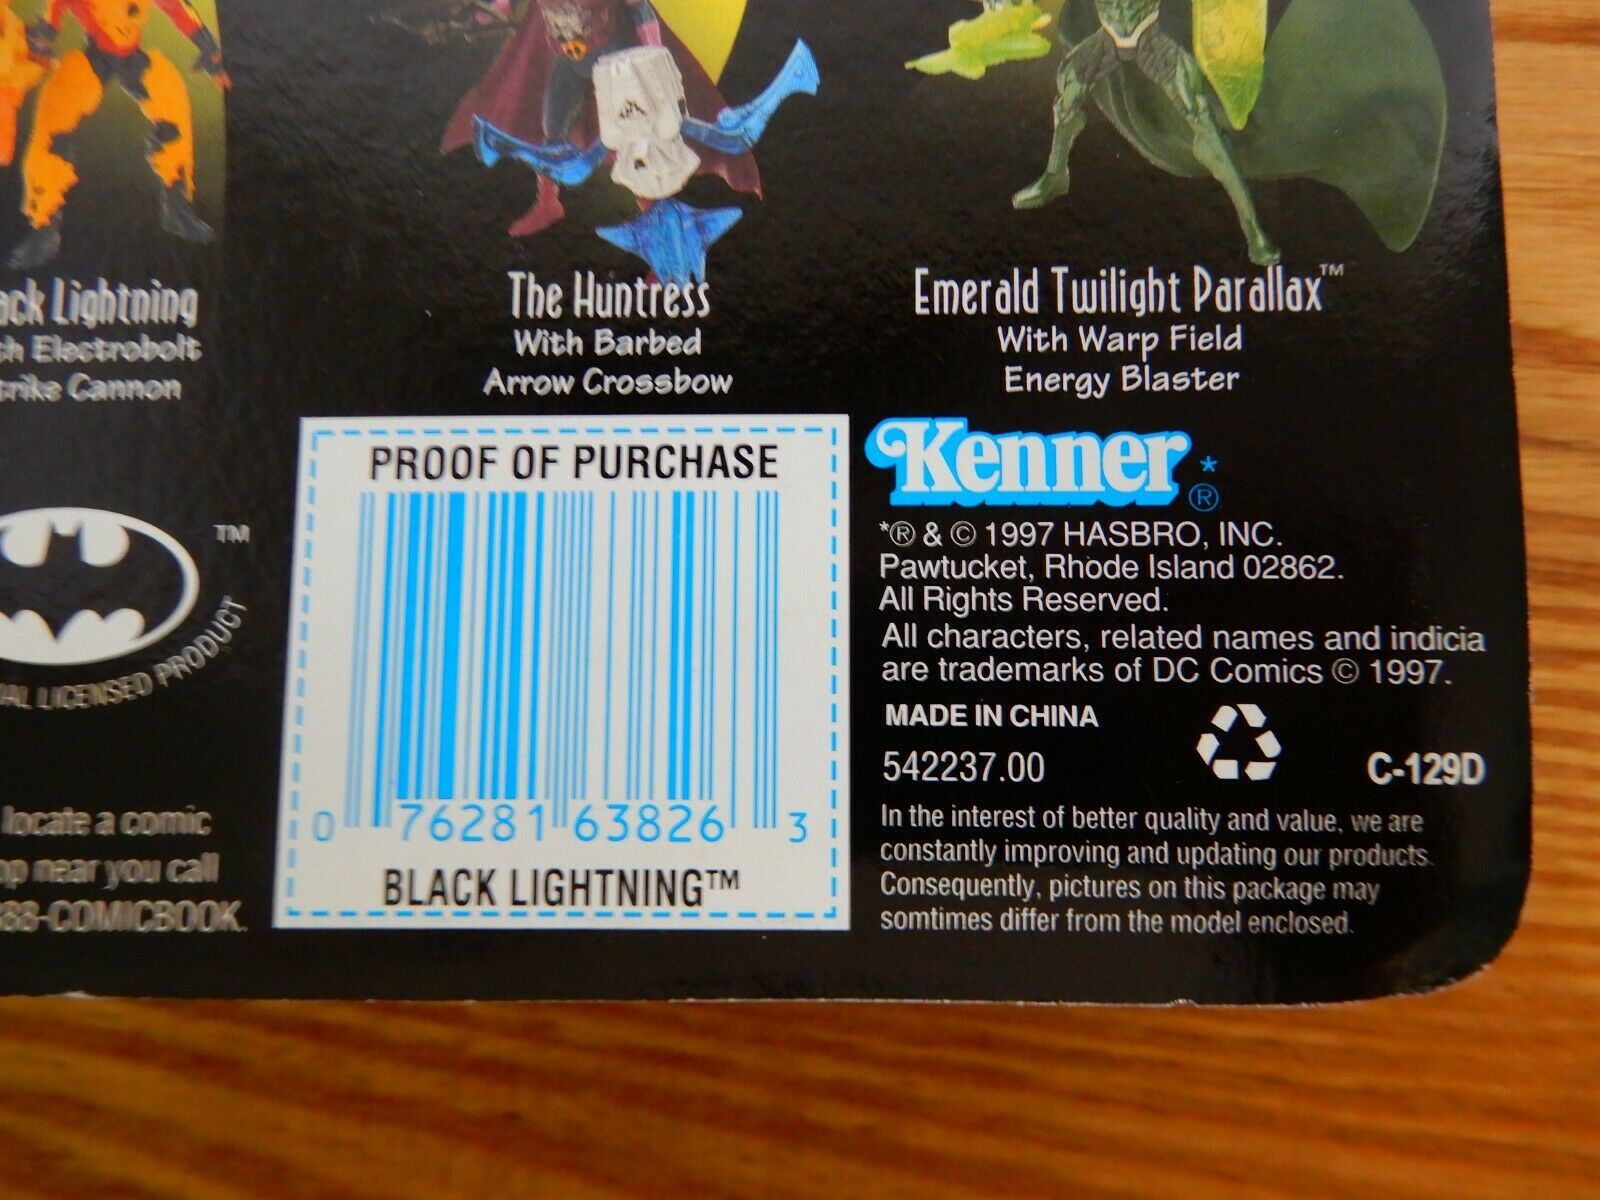 Lightning
Electrobolt
Cannon
The Huntress
With Barbed
Arrow Crossbow
Emerald Twilight Parallax™
With Warp Field
Energy Blaster
TM
LICENSED PRODUCT
locate a comic
near you call
88-COMICBOOK.
PROOF OF PURCHASE
0 76281 63826 3
BLACK LIGHTNING™
Kenner*®
*® & © 1997 HASBRO, INC.
Pawtucket, Rhode Island 02862.
All Rights Reserved.
All characters, related names and indicia
are trademarks of DC Comics © 1997.
MADE IN CHINA
542237.00
C-129D
In the interest of better quality and value, we are
constantly improving and updating our products.
Consequently, pictures on this package may
somtimes differ from the model enclosed.